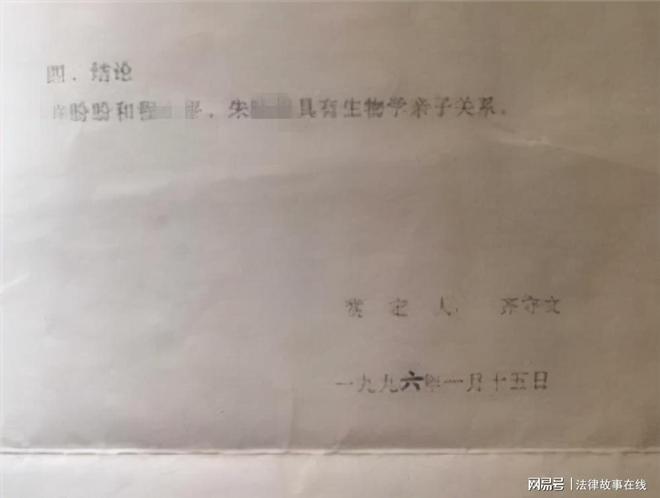 四．结论
盼盼和 ，朱 具有生物学亲子关系。
鉴定人： 齐守文
一九九六年一月十五日
网易号 | 法律故事在线